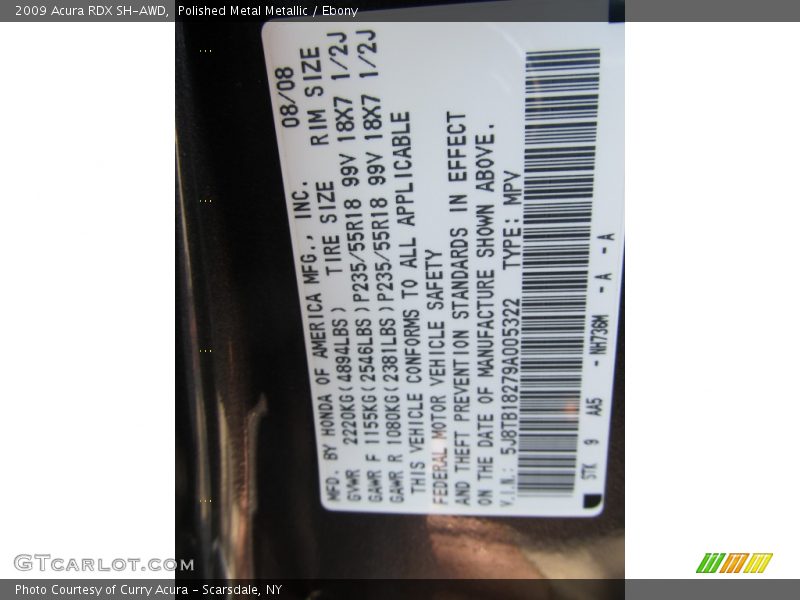 2009 Acura RDX SH-AWD, Polished Metal Metallic / Ebony
MFD. BY HONDA OF AMERICA MFG., INC. 08/08
GVWR 2220KG(4894LBS) TIRE SIZE RIM SIZE
GAWR F 1155KG(2546LBS)P235/55R18 99V 18X7 1/2J
GAWR R 1080KG(2381LBS)P235/55R18 99V 18X7 1/2J
THIS VEHICLE CONFORMS TO ALL APPLICABLE
FEDERAL MOTOR VEHICLE SAFETY
AND THEFT PREVENTION STANDARDS IN EFFECT
ON THE DATE OF MANUFACTURE SHOWN ABOVE.
V.I.N.: 5J8TB18279A005322 TYPE: MPV
STK 9 AA5 - NH736M - A - A
GTCARLOT.COM
Photo Courtesy of Curry Acura - Scarsdale, NY